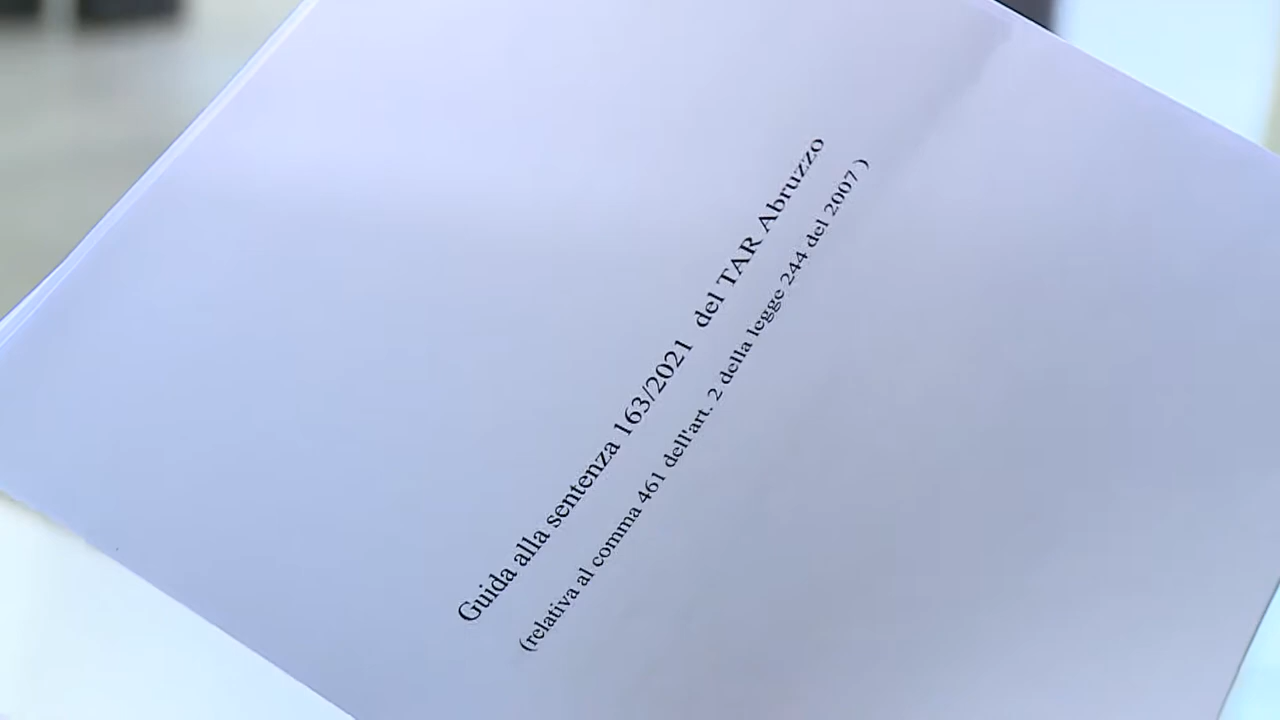 Guida alla sentenza 163/2021 del TAR Abruzzo
(relativa al comma 461 dell'art. 2 della legge 244 del 2007 )